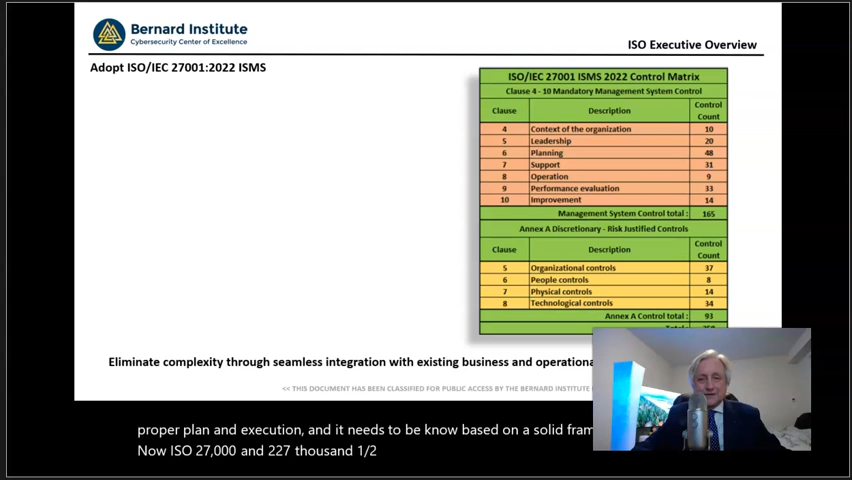 Bernard Institute
Cybersecurity Center of Excellence
ISO Executive Overview
Adopt ISO/IEC 27001:2022 ISMS
ISO/IEC 27001 ISMS 2022 Control Matrix
Clause 4 - 10 Mandatory Management System Control
Clause Description Control Count
4 Context of the organization 10
5 Leadership 20
6 Planning 48
7 Support 31
8 Operation 9
9 Performance evaluation 33
10 Improvement 14
Management System Control total : 165
Annex A Discretionary - Risk Justified Controls
Clause Description Control Count
5 Organizational controls 37
6 People controls 8
7 Physical controls 14
8 Technological controls 34
Annex A Control total : 93
Eliminate complexity through seamless integration with existing business and
<< THIS DOCUMENT HAS BEEN CLASSIFIED FOR PUBLIC ACCESS BY THE BERNARD INSTITUTE
proper plan and execution, and it needs to be know based on a solid
Now ISO 27,000 and 227 thousand 1/2